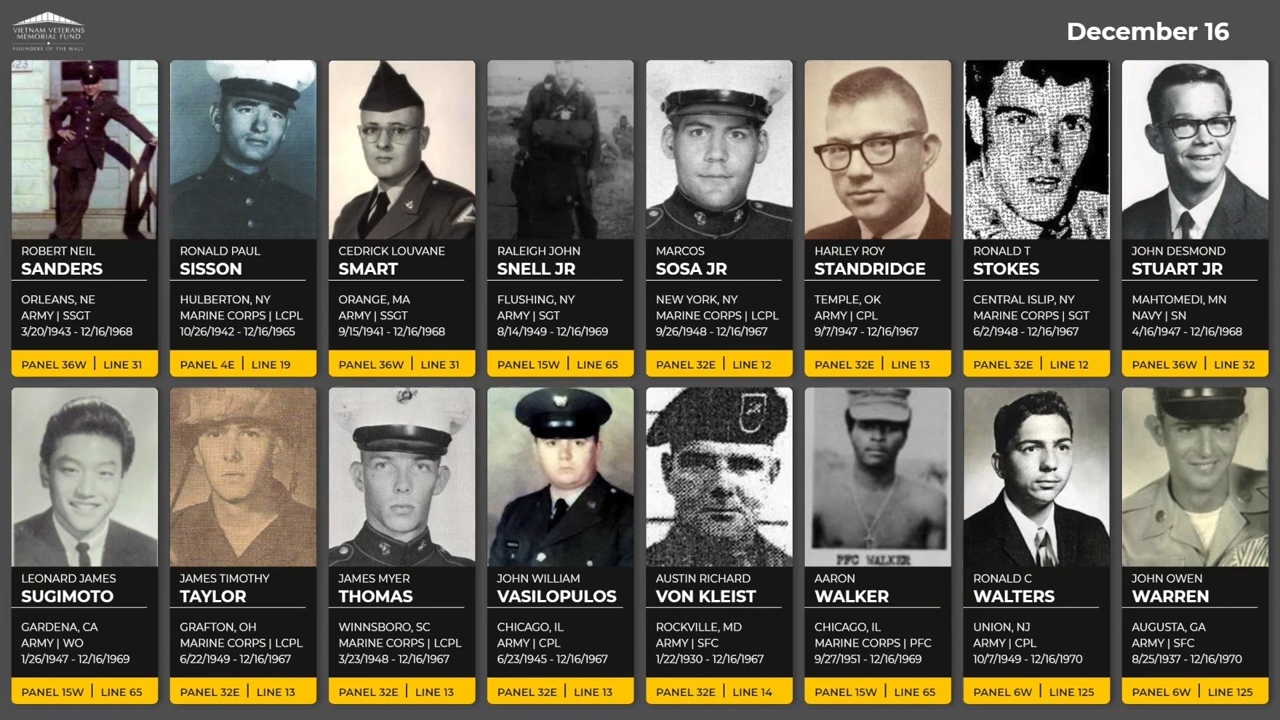 VIETNAM VETERANS
MEMORIAL FUND
FOUNDERS OF THE WALL
December 16
ROBERT NEIL
SANDERS
ORLEANS, NE
ARMY | SSGT
3/20/1943 - 12/16/1968
PANEL 36W | LINE 31
RONALD PAUL
SISSON
HULBERTON, NY
MARINE CORPS | LCPL
10/26/1942 - 12/16/1965
PANEL 4E | LINE 19
CEDRICK LOUVANE
SMART
ORANGE, MA
ARMY | SSGT
9/15/1941 - 12/16/1968
PANEL 36W | LINE 31
RALEIGH JOHN
SNELL JR
FLUSHING, NY
ARMY | SGT
8/14/1949 - 12/16/1969
PANEL 15W | LINE 65
MARCOS
SOSA JR
NEW YORK, NY
MARINE CORPS | LCPL
9/26/1948 - 12/16/1967
PANEL 32E | LINE 12
HARLEY ROY
STANDRIDGE
TEMPLE, OK
ARMY | CPL
9/7/1947 - 12/16/1967
PANEL 32E | LINE 13
RONALD T
STOKES
CENTRAL ISLIP, NY
MARINE CORPS | SGT
6/2/1948 - 12/16/1967
PANEL 32E | LINE 12
JOHN DESMOND
STUART JR
MAHTOMEDI, MN
NAVY | SN
4/16/1947 - 12/16/1968
PANEL 36W | LINE 32
LEONARD JAMES
SUGIMOTO
GARDENA, CA
ARMY | WO
1/26/1947 - 12/16/1969
PANEL 15W | LINE 65
JAMES TIMOTHY
TAYLOR
GRAFTON, OH
MARINE CORPS | LCPL
6/22/1949 - 12/16/1967
PANEL 32E | LINE 13
JAMES MYER
THOMAS
WINNSBORO, SC
MARINE CORPS | LCPL
3/23/1948 - 12/16/1967
PANEL 32E | LINE 13
JOHN WILLIAM
VASILOPULOS
CHICAGO, IL
ARMY | CPL
6/23/1945 - 12/16/1967
PANEL 32E | LINE 13
AUSTIN RICHARD
VON KLEIST
ROCKVILLE, MD
ARMY | SFC
1/22/1930 - 12/16/1967
PANEL 32E | LINE 14
PFC WALKER
AARON
WALKER
CHICAGO, IL
MARINE CORPS | PFC
9/27/1951 - 12/16/1969
PANEL 15W | LINE 65
RONALD C
WALTERS
UNION, NJ
ARMY | CPL
10/7/1949 - 12/16/1970
PANEL 6W | LINE 125
JOHN OWEN
WARREN
AUGUSTA, GA
ARMY | SFC
8/25/1937 - 12/16/1970
PANEL 6W | LINE 125